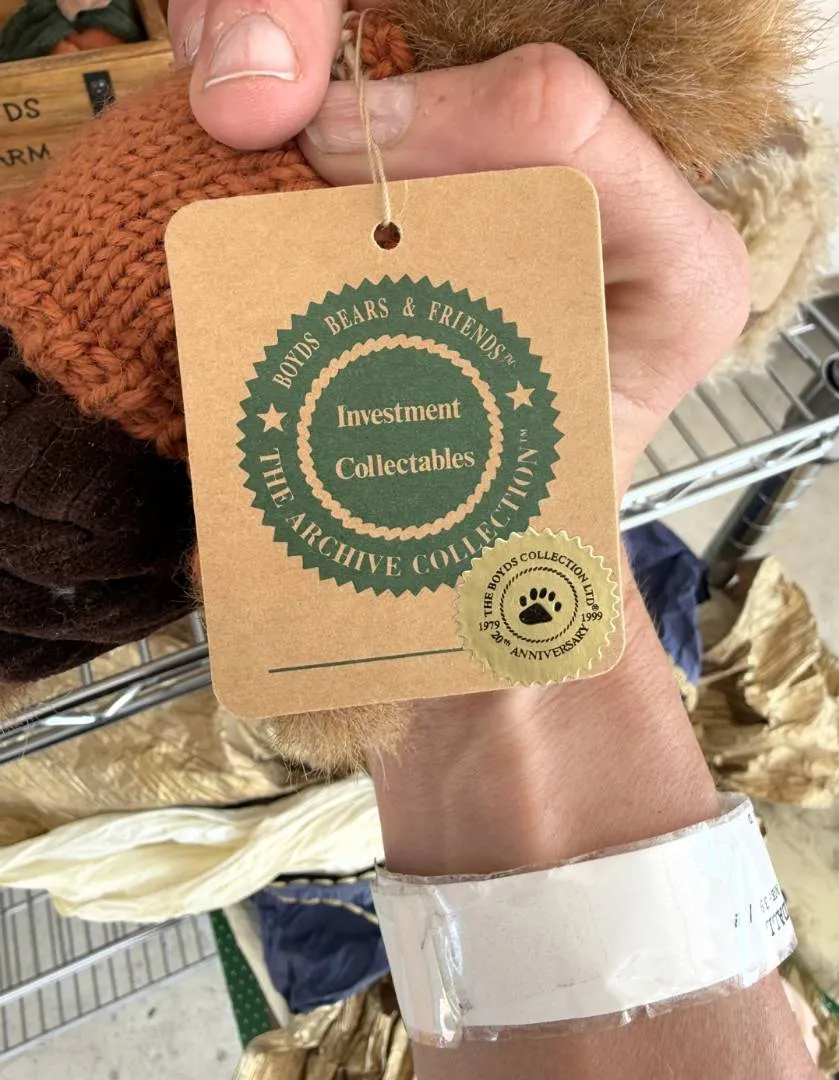 DS
ARM
BOYDS BEARS & FRIENDS™
Investment
Collectables
THE ARCHIVE COLLECTION™
THE BOYDS COLLECTION LTD®
1979 1999
20th ANNIVERSARY